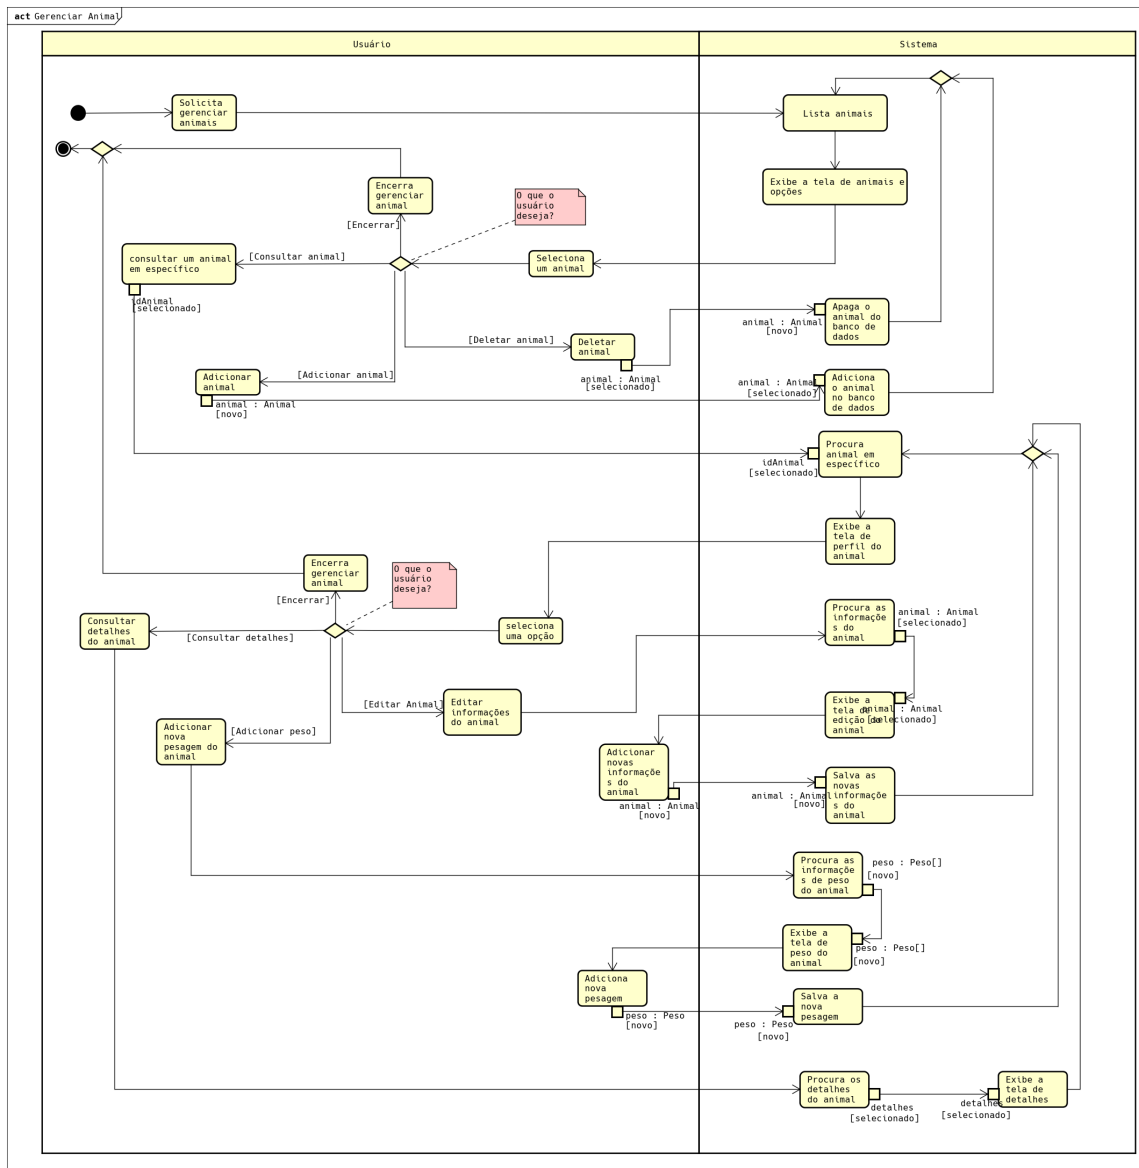 act Gerenciar Animal
Usuário
Sistema
Solicita
gerenciar
animais
Lista animais
Encerra
gerenciar
animal
[Encerrar]
O que o
usuário
deseja?
Exibe a tela de animais e
opções
consultar um animal
em específico
[Consultar animal]
Seleciona
um animal
idAnimal
[selecionado]
[Deletar animal]
Deletar
animal
animal : Animal
[selecionado]
animal : Animal
[novo]
Apaga o
animal do
banco de
dados
[Adicionar animal]
Adicionar
animal
animal : Animal
[novo]
animal : Animal
[selecionado]
Adiciona
o animal
no banco
de dados
idAnimal
[selecionado]
Procura
animal em
específico
Exibe a
tela de
perfil do
animal
Encerra
gerenciar
animal
[Encerrar]
O que o
usuário
deseja?
seleciona
uma opção
Consultar
detalhes
do animal
[Consultar detalhes]
Procura as
informaçõe
s do
animal
animal : Animal
[selecionado]
[Editar Animal]
Editar
informações
do animal
Exibe a
tela de
edição do
animal
animal : Animal
[selecionado]
Adicionar
nova
pesagem do
animal
[Adicionar peso]
Adicionar
novas
informaçõe
s do
animal
animal : Animal
[novo]
animal : Animal
[novo]
Salva as
novas
informaçõe
s do
animal
Procura as
informaçõe
s de peso
do animal
peso : Peso[]
[novo]
Exibe a
tela de
peso do
animal
peso : Peso[]
[novo]
Adiciona
nova
pesagem
peso : Peso
[novo]
peso : Peso
[novo]
Salva a
nova
pesagem
Procura os
detalhes
do animal
detalhes
[selecionado]
detalhes
[selecionado]
Exibe a
tela de
detalhes